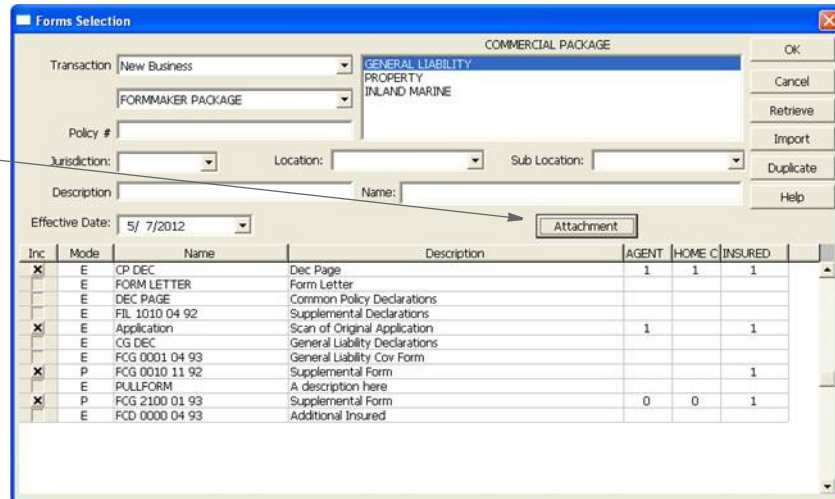 Forms Selection
COMMERCIAL PACKAGE
Transaction New Business
GENERAL LIABILITY
PROPERTY
INLAND MARINE
FORMMAKER PACKAGE
Policy #
Jurisdiction: Location: Sub Location:
Description Name:
Effective Date: 5/ 7/2012 Attachment
OK
Cancel
Retrieve
Import
Duplicate
Help
Inc Mode Name Description AGENT HOME C INSURED
X E CP DEC Dec Page 1 1 1
E FORM LETTER Form Letter
E DEC PAGE Common Policy Declarations
E FIL 1010 04 92 Supplemental Declarations
X E Application Scan of Original Application 1 1
E CG DEC General Liability Declarations
E FCG 0001 04 93 General Liability Cov Form
X P FCG 0010 11 92 Supplemental Form 1
E PULLFORM A description here
X P FCG 2100 01 93 Supplemental Form 0 0 1
E FCD 0000 04 93 Additional Insured